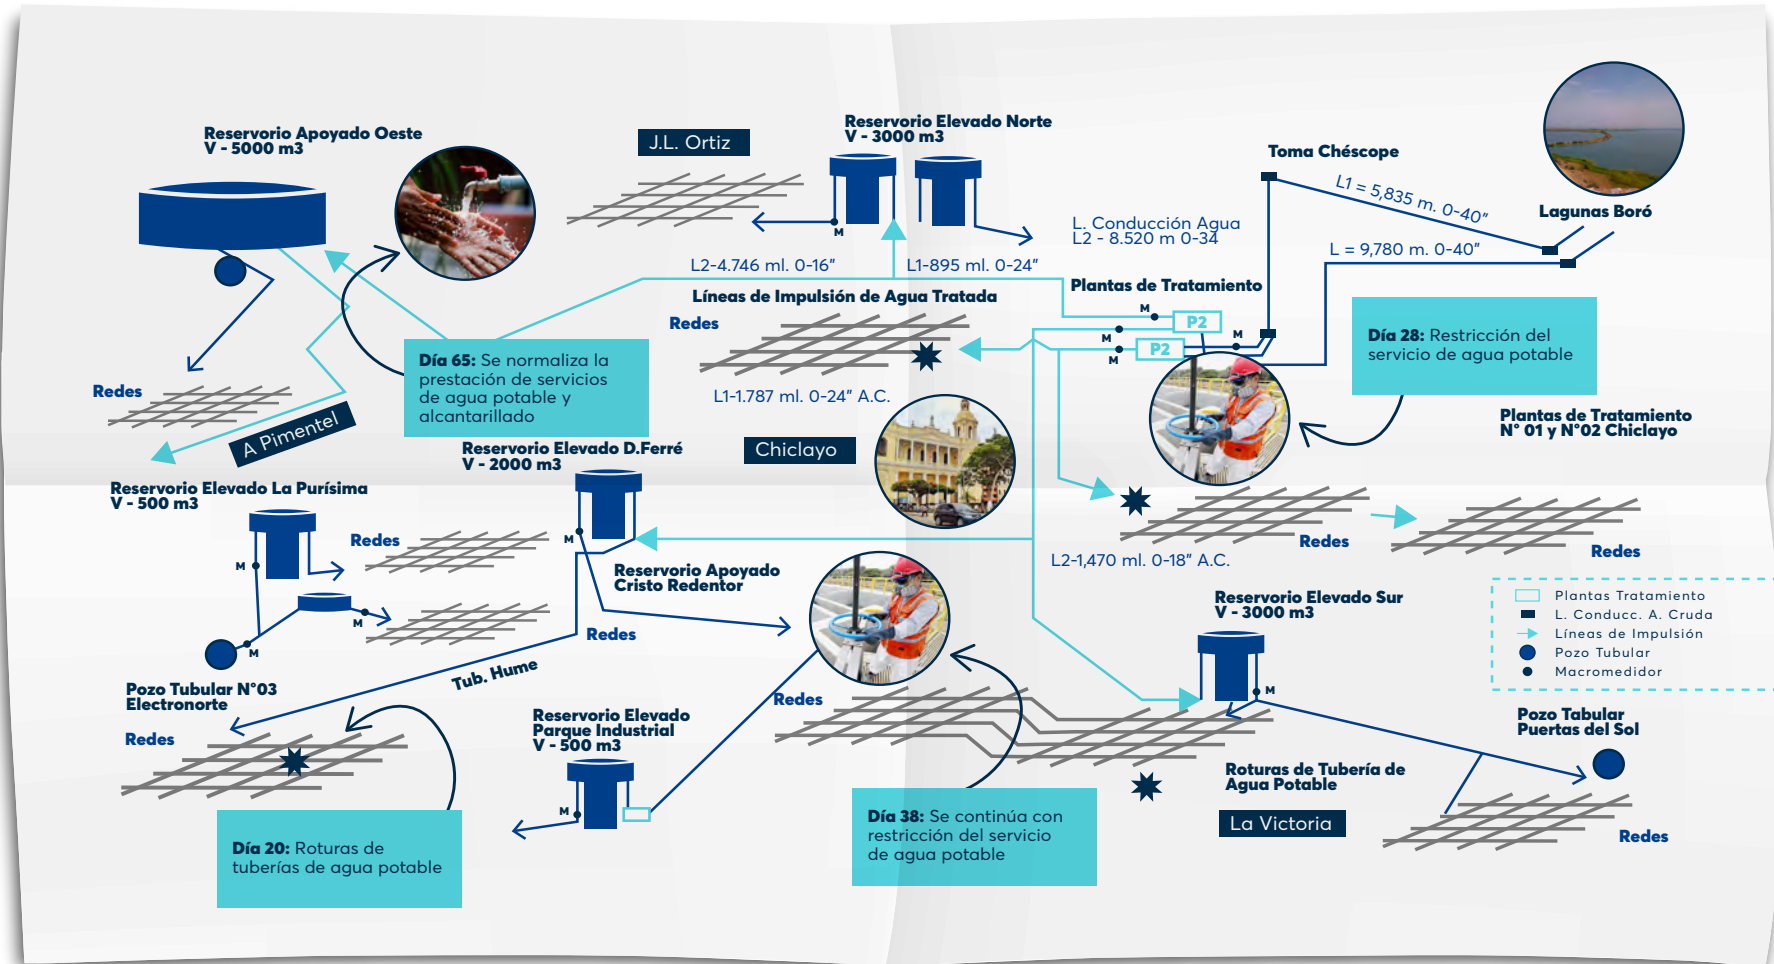 Reservorio Apoyado Oeste
V - 5000 m3
J.L. Ortiz
Reservorio Elevado Norte
V - 3000 m3
M
Toma Chéscope
L1 = 5,835 m. 0-40"
Lagunas Boró
L = 9,780 m. 0-40"
L. Conducción Agua
L2 - 8.520 m 0-34
L2-4.746 ml. 0-16"
L1-895 ml. 0-24"
Líneas de Impulsión de Agua Tratada
Redes
L1-1.787 ml. 0-24" A.C.
Plantas de Tratamiento
M
M
M
M
P2
P2
Día 28: Restricción del
servicio de agua potable
Plantas de Tratamiento
N° 01 y N°02 Chiclayo
Día 65: Se normaliza la
prestación de servicios
de agua potable y
alcantarillado
Redes
A Pimentel
Chiclayo
Reservorio Elevado D.Ferré
V - 2000 m3
M
Reservorio Elevado La Purísima
V - 500 m3
M
Redes
M
M
Pozo Tubular N°03
Electronorte
Reservorio Apoyado
Cristo Redentor
Redes
Tub. Hume
L2-1,470 ml. 0-18" A.C.
Redes
Redes
Plantas Tratamiento
L. Conducc. A. Cruda
Líneas de Impulsión
Pozo Tubular
Macromedidor
Reservorio Elevado Sur
V - 3000 m3
M
Pozo Tabular
Puertas del Sol
Redes
Redes
Reservorio Elevado
Parque Industrial
V - 500 m3
M
Redes
Día 20: Roturas de
tuberías de agua potable
Día 38: Se continúa con
restricción del servicio
de agua potable
Roturas de Tubería de
Agua Potable
La Victoria